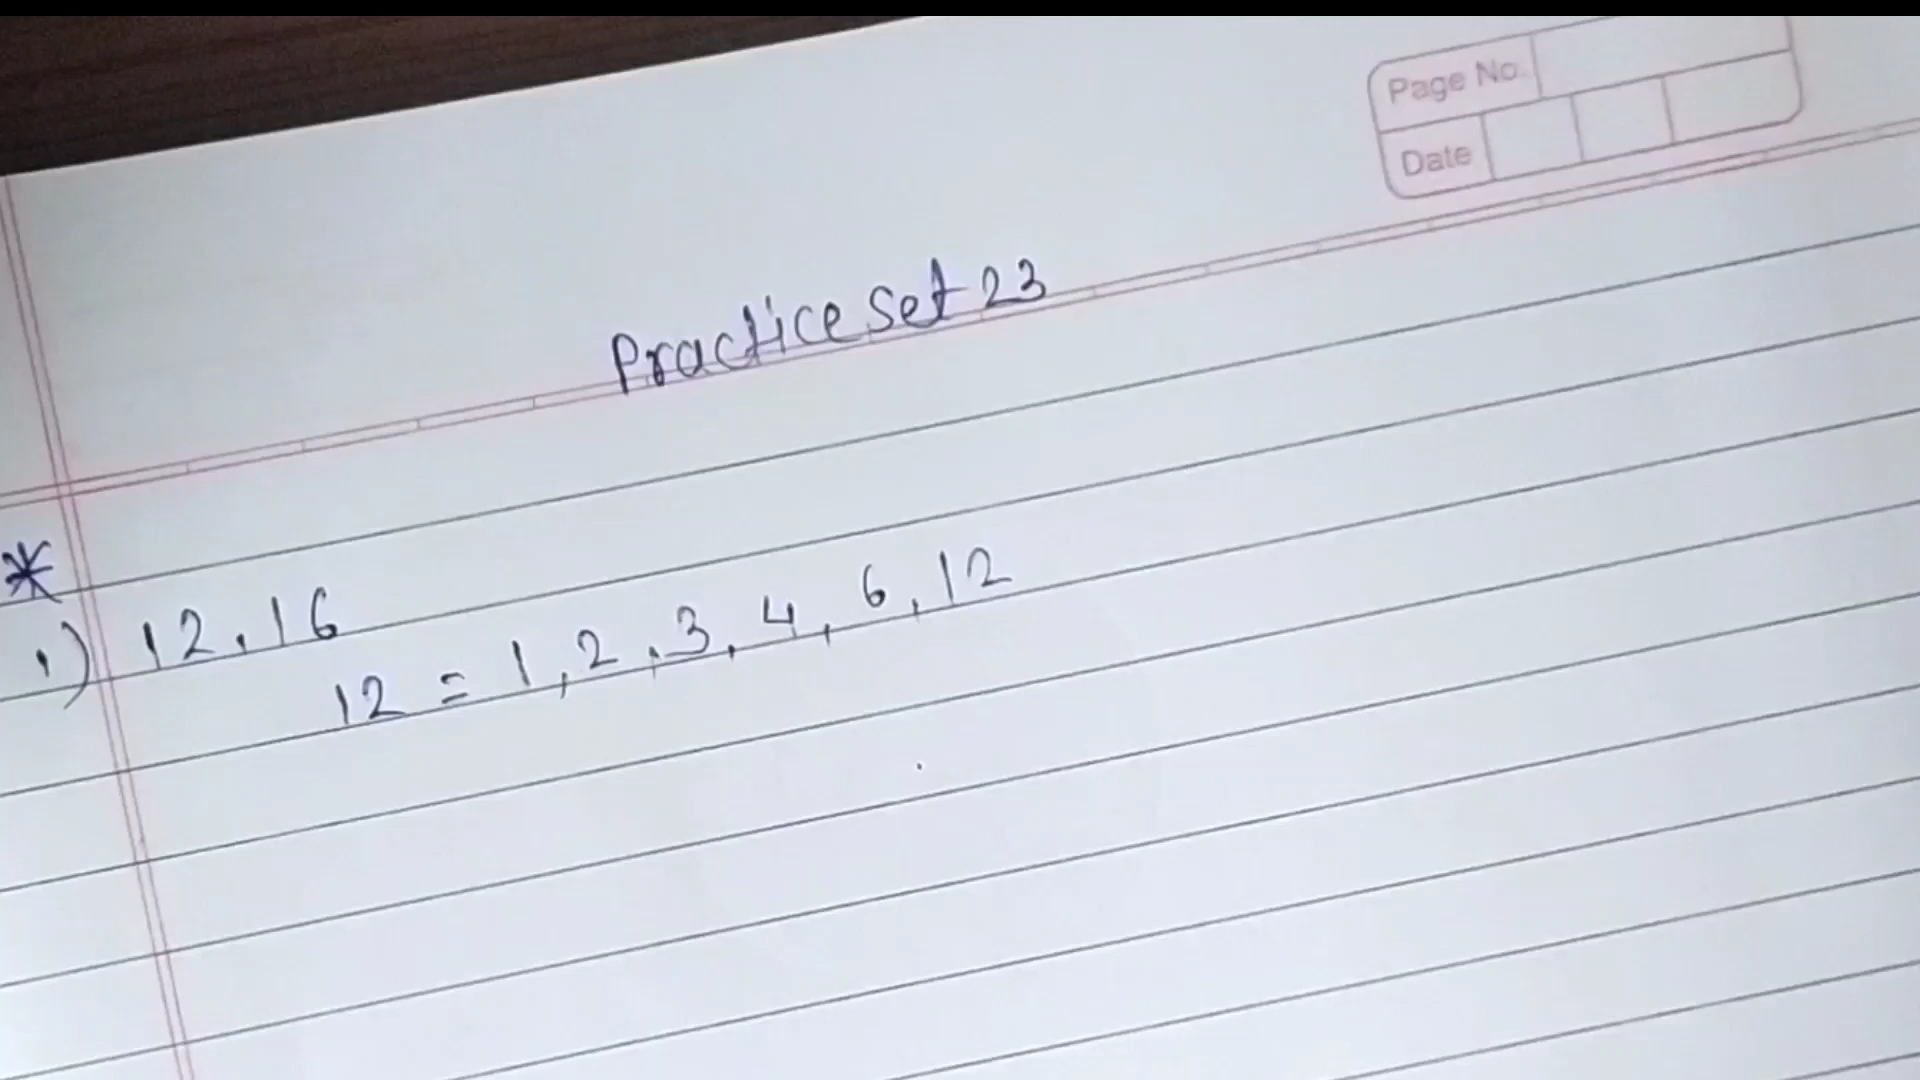 Page No.
Date
Practice Set 23
*
1) 12, 16
12 = 1, 2, 3, 4, 6, 12